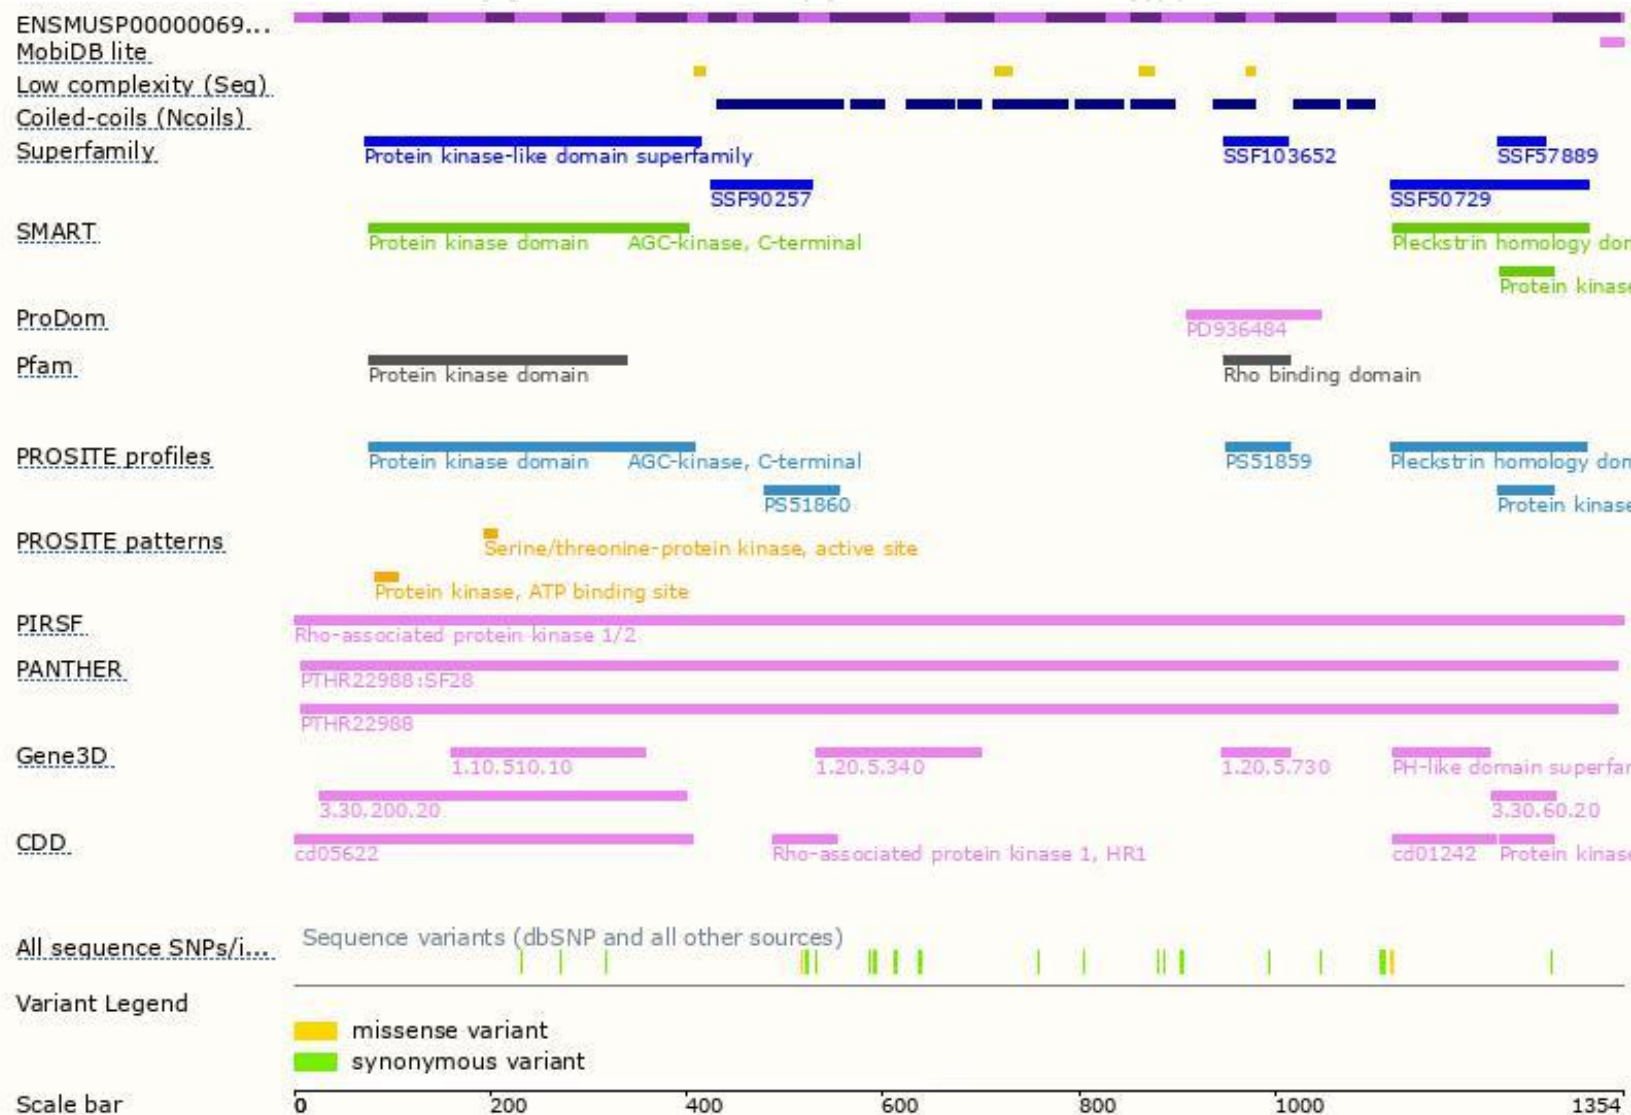 ENSMUSP00000069...
MobiDB lite
Low complexity (Seg)
Coiled-coils (Ncoils)
Superfamily
Protein kinase-like domain superfamily
SSF103652
SSF57889
SSF90257
SSF50729
SMART
Protein kinase domain
AGC-kinase, C-terminal
Pleckstrin homology don
Protein kinase
ProDom
PD936484
Pfam
Protein kinase domain
Rho binding domain
PROSITE profiles
Protein kinase domain
AGC-kinase, C-terminal
PS51859
Pleckstrin homology don
PS51860
Protein kinase
PROSITE patterns
Serine/threonine-protein kinase, active site
Protein kinase, ATP binding site
PIRSF
Rho-associated protein kinase 1/2
PANTHER
PTHR22988:SF28
PTHR22988
Gene3D
1.10.510.10
1.20.5.340
1.20.5.730
PH-like domain superfar
3.30.200.20
3.30.60.20
CDD
cd05622
Rho-associated protein kinase 1, HR1
cd01242
Protein kinase
All sequence SNPs/i...
Sequence variants (dbSNP and all other sources)
Variant Legend
missense variant
synonymous variant
Scale bar
0 200 400 600 800 1000 1354